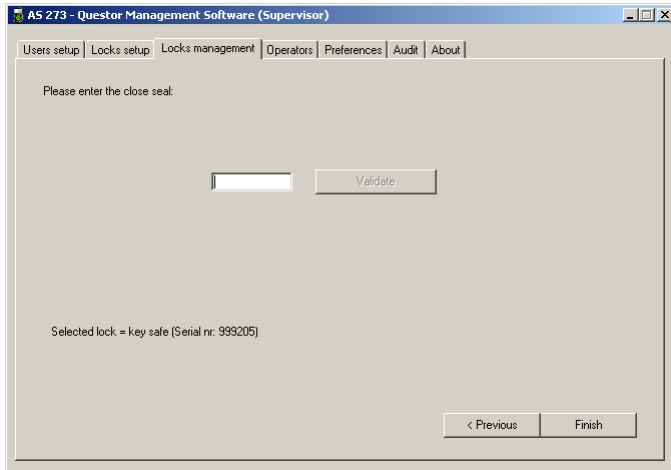 AS 273 - Questor Management Software (Supervisor)
Users setup Locks setup Locks management Operators Preferences Audit About
Please enter the close seal:
Validate
Selected lock = key safe (Serial nr: 999205)
< Previous Finish